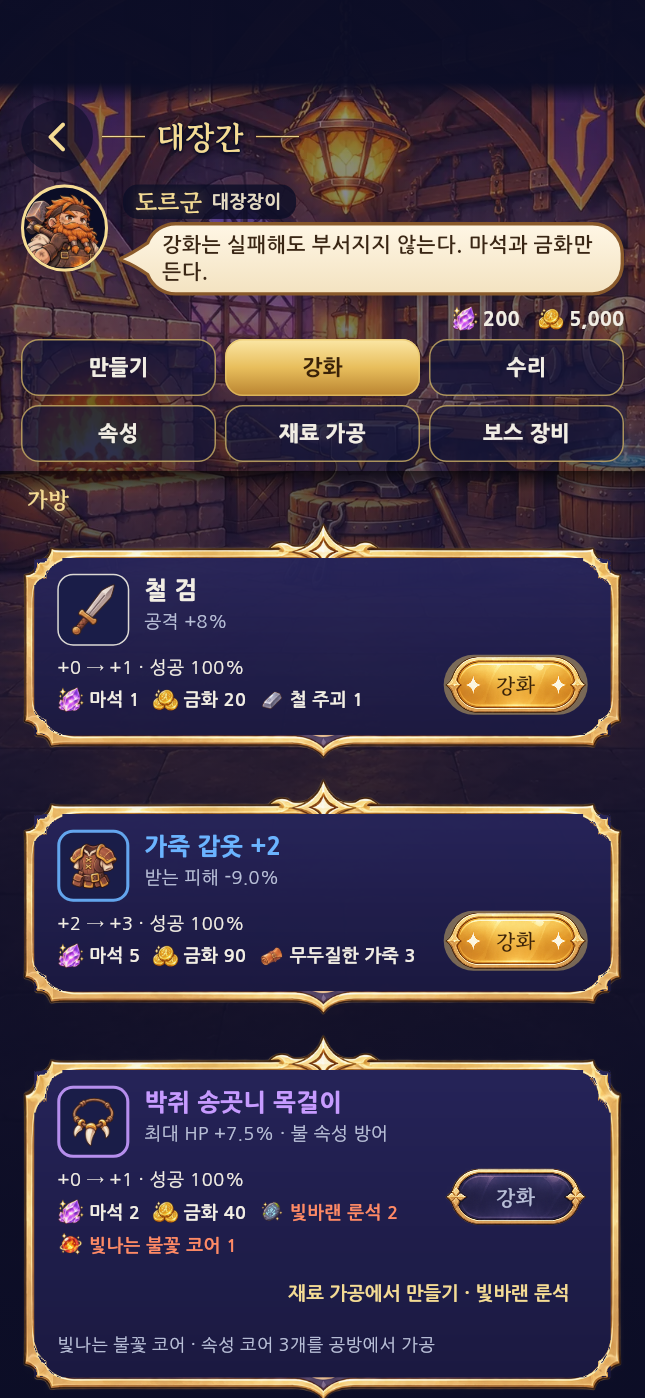 대장간
도르군 대장장이
강화는 실패해도 부서지지 않는다. 마석과 금화만
든다.
200 5,000
만들기 강화 수리
속성 재료 가공 보스 장비
가방
철 검
공격 +8%
+0 → +1 · 성공 100%
마석 1 금화 20 철 주괴 1
강화
가죽 갑옷 +2
받는 피해 -9.0%
+2 → +3 · 성공 100%
마석 5 금화 90 무두질한 가죽 3
강화
박쥐 송곳니 목걸이
최대 HP +7.5% · 불 속성 방어
+0 → +1 · 성공 100%
마석 2 금화 40 빛바랜 룬석 2
빛나는 불꽃 코어 1
강화
재료 가공에서 만들기 · 빛바랜 룬석
빛나는 불꽃 코어 · 속성 코어 3개를 공방에서 가공